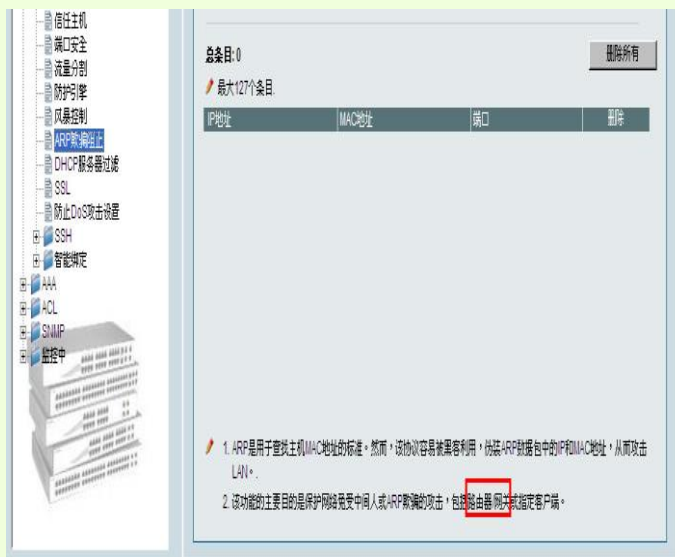 信任主机
端口安全
流量分割
防护引擎
风暴控制
ARP欺骗阻止
DHCP服务器过滤
SSL
防止DoS攻击设置
SSH
智能绑定
AAA
ACL
SNMP
监控中
总条目:0
删除所有
最大127个条目.
IP地址 MAC地址 端口 删除
1. ARP是用于查找主机MAC地址的标准。然而，该协议容易被黑客利用，伪装ARP数据包中的IP和MAC地址，从而攻击
LAN。.
2. 该功能的主要目的是保护网络免受中间人或ARP欺骗的攻击，包括路由器/网关或指定客户端。